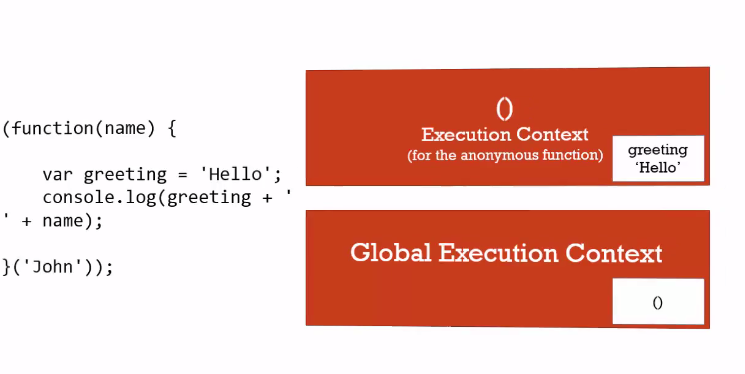 (function(name) {
var greeting = 'Hello';
console.log(greeting + '
' + name);
}('John'));
()
Execution Context
(for the anonymous function)
greeting
‘Hello’
Global Execution Context
()